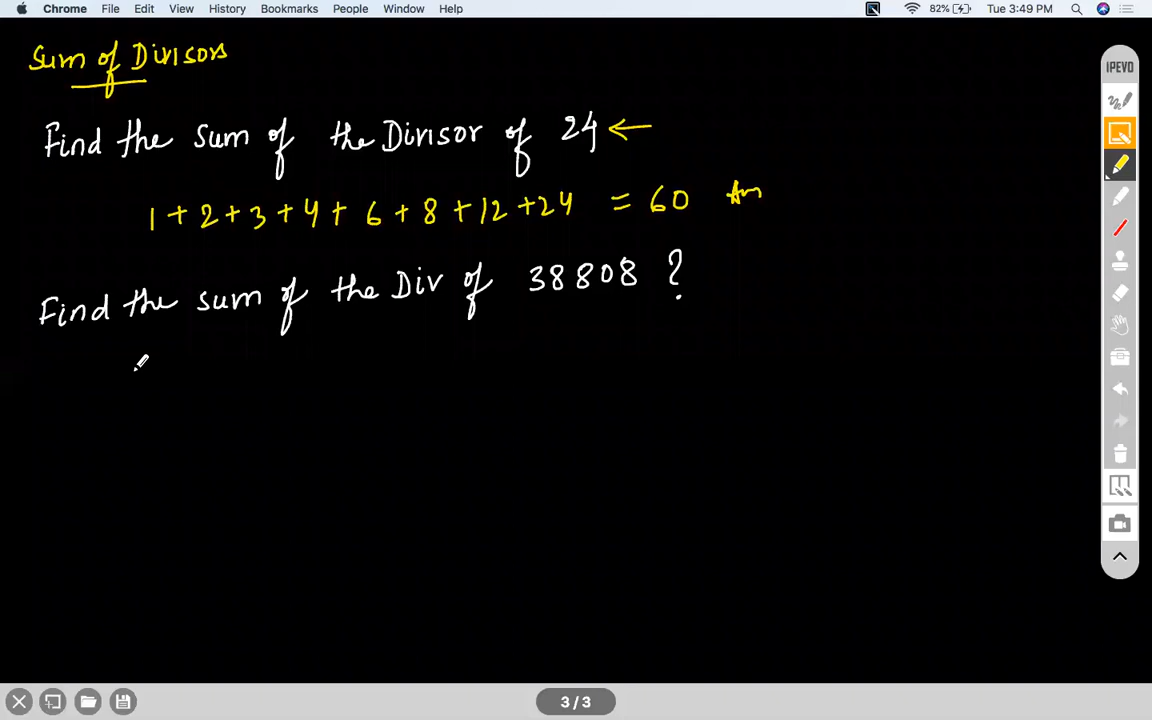 Chrome File Edit View History Bookmarks People Window Help 82% Tue 3:49 PM
Sum of Divisors
IPEVO
Find the Sum of the Divisor of 24 ←
1 + 2 + 3 + 4 + 6 + 8 + 12 + 24 = 60 Ans
Find the sum of the Div of 38808 ?
3/3